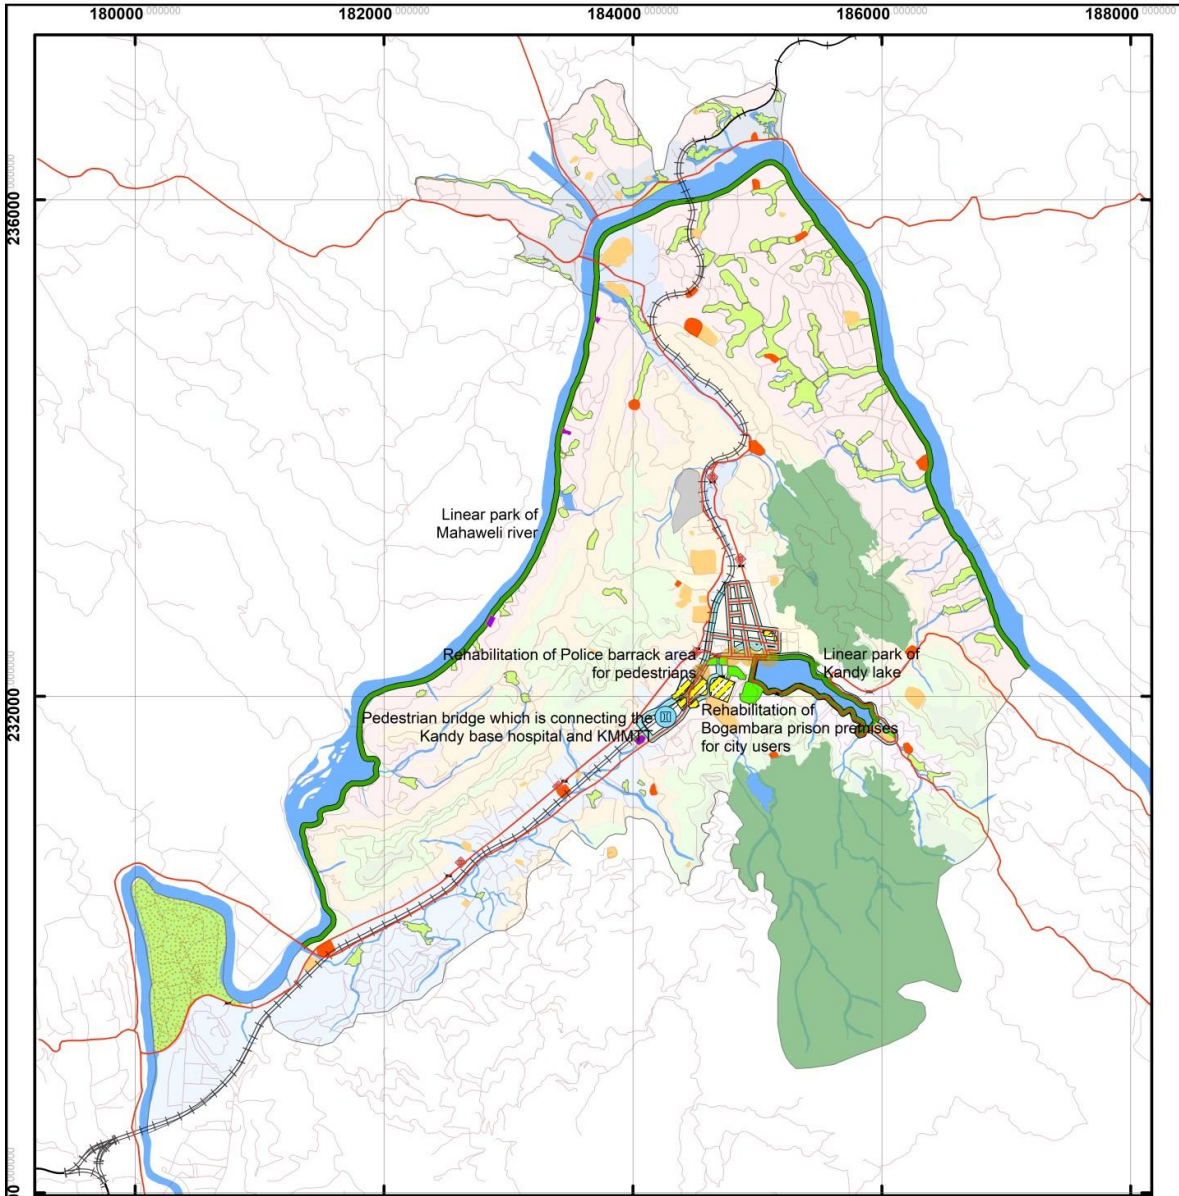 180000 000000 182000 000000 184000 000000 186000 000000 188000 000000
236000 000000
Linear park of
Mahaweli river
Rehabilitation of Police barrack area
for pedestrians
Linear park of
Kandy lake
232000 000000
Pedestrian bridge which is connecting the
Kandy base hospital and KMMTT
Rehabilitation of
Bogambara prison premises
for city users